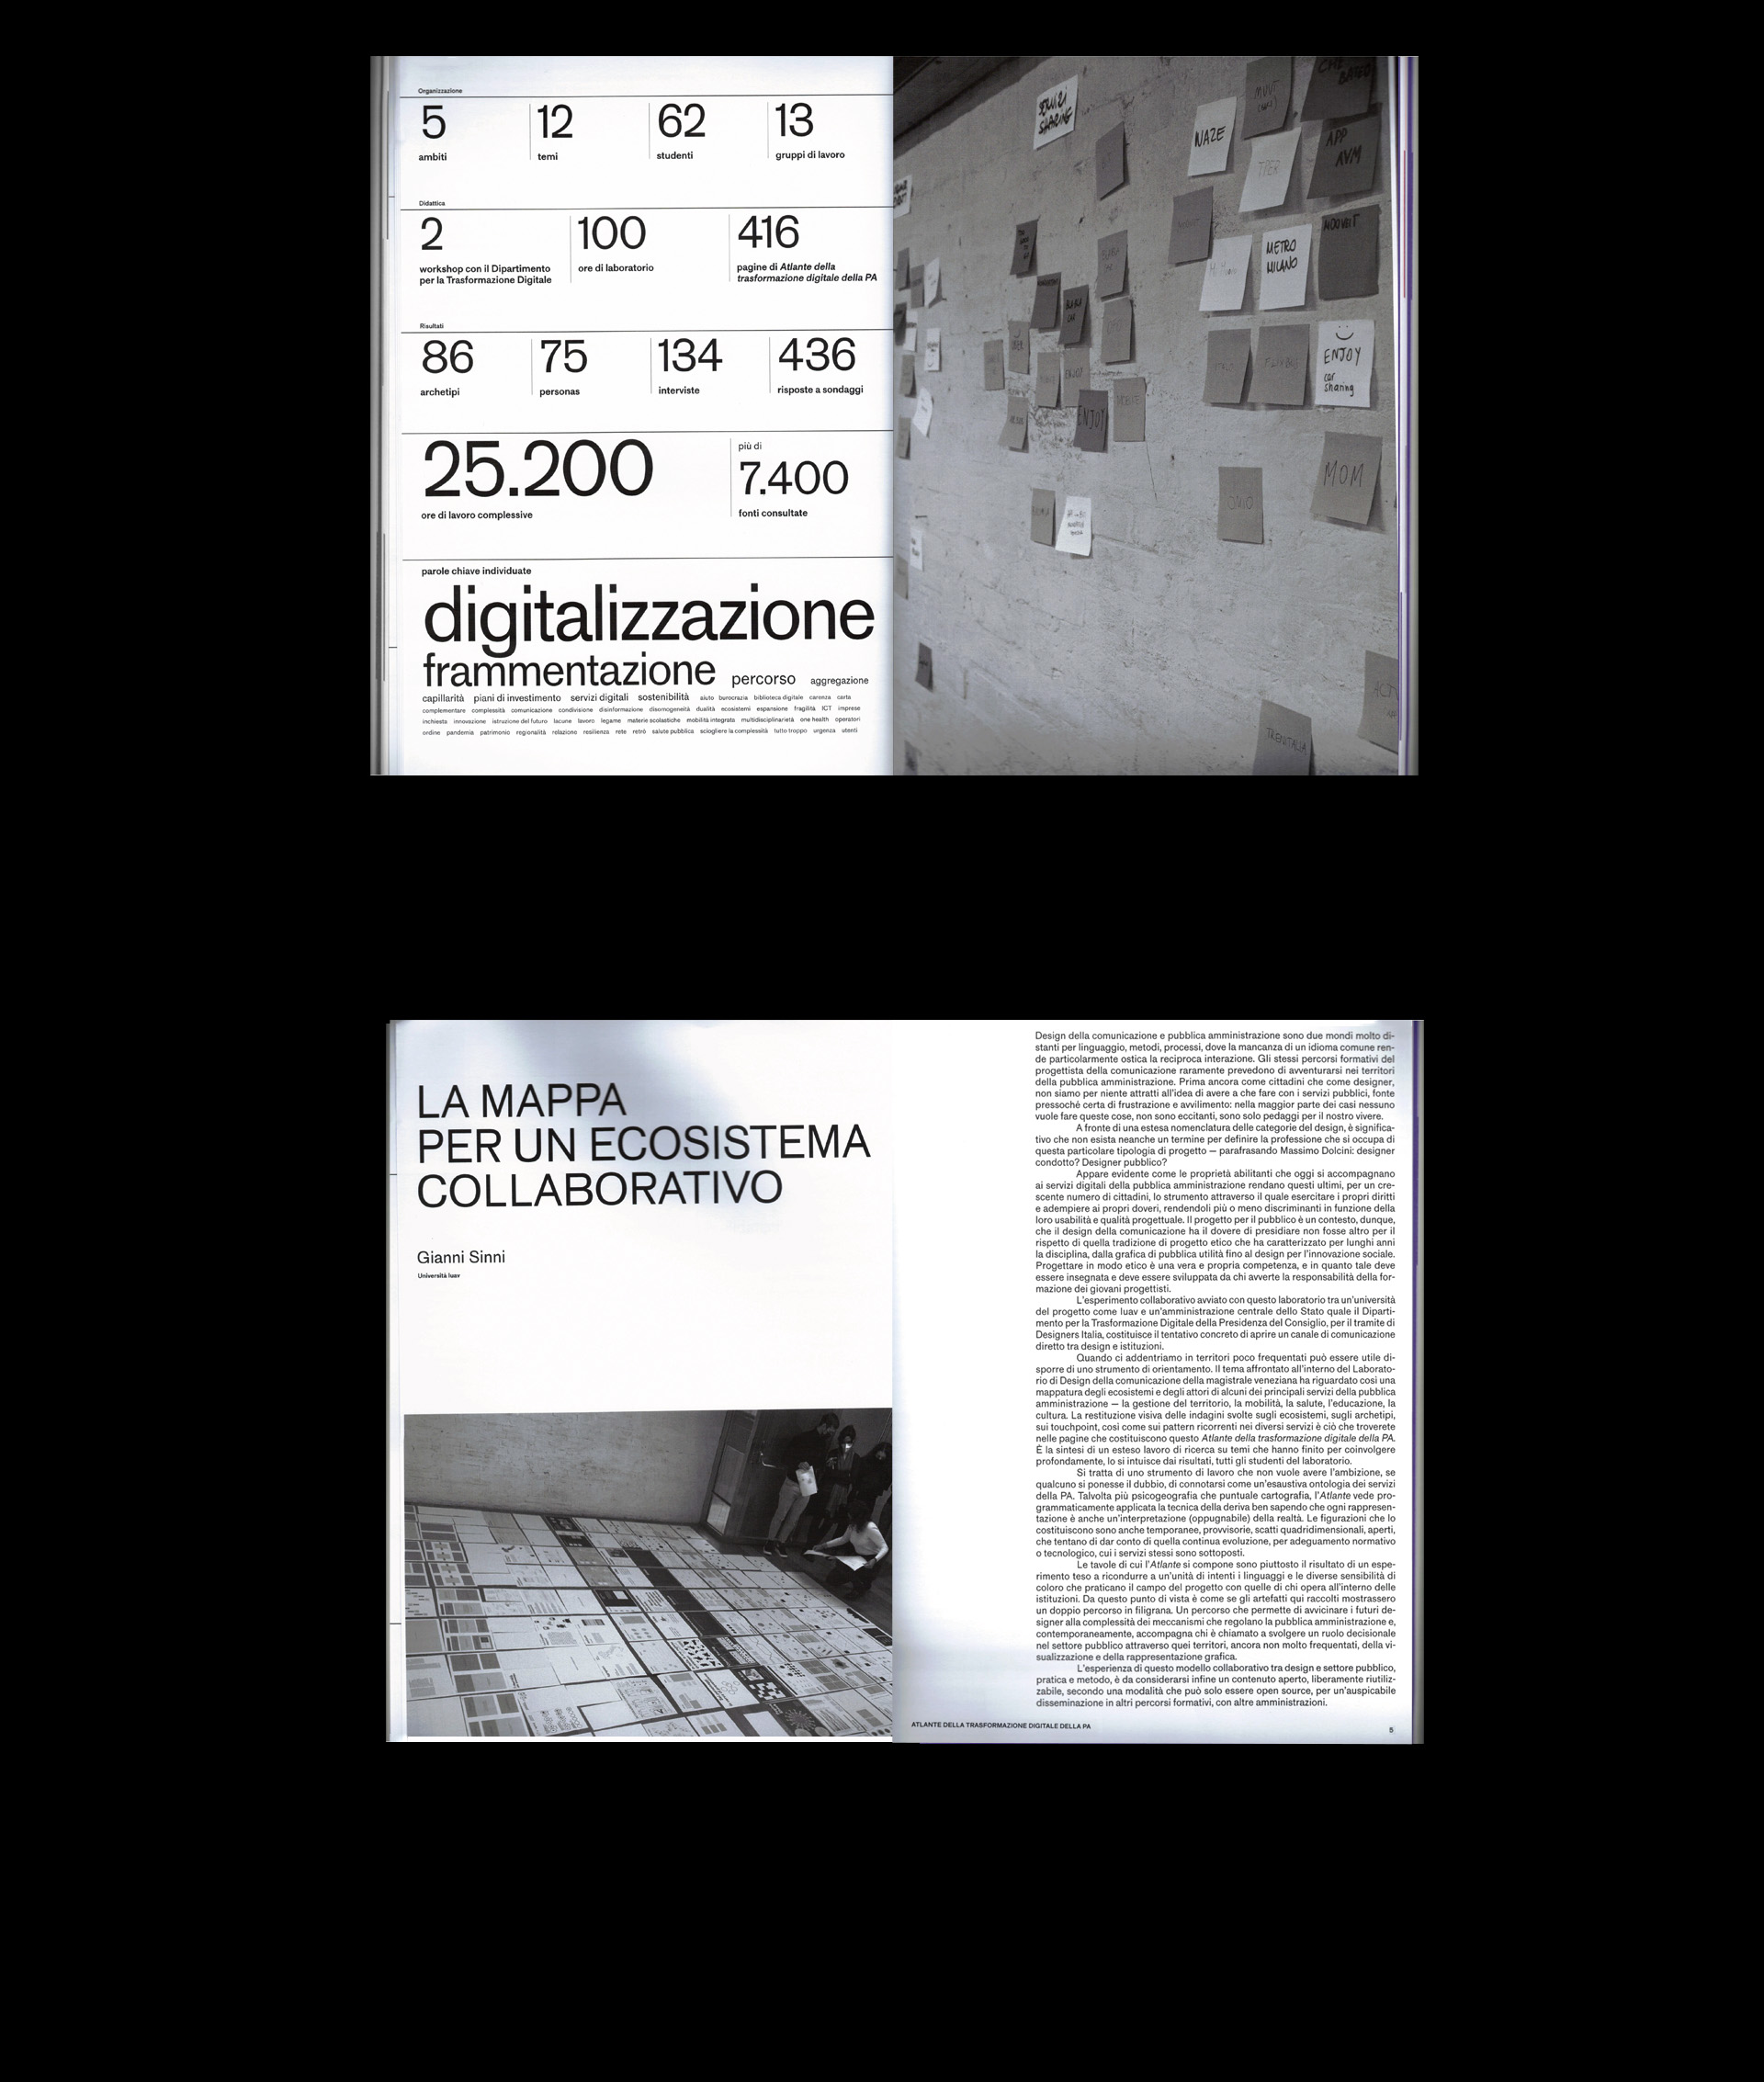 Organizzazione
5
ambiti
12
temi
62
studenti
13
gruppi di lavoro
Didattica
2
workshop con il Dipartimento
per la Trasformazione Digitale
100
ore di laboratorio
416
pagine di Atlante della
trasformazione digitale della PA
Risultati
86
archetipi
75
personas
134
interviste
436
risposte a sondaggi
25.200
ore di lavoro complessive
più di
7.400
fonti consultate
parole chiave individuate
digitalizzazione
frammentazione percorso aggregazione
capillarità piani di investimento servizi digitali sostenibilità aiuto burocrazia biblioteca digitale carenza carta
complementare complessità comunicazione condivisione disinformazione disomogeneità dualità ecosistemi espansione fragilità ICT imprese
inchiesta innovazione istruzione del futuro lacune lavoro legame materie scolastiche mobilità integrata multidisciplinarietà one health operatori
ordine pandemia patrimonio regionalità relazione resilienza rete retrò salute pubblica sciogliere la complessità tutto troppo urgenza utenti
SERVIZI
SHARING
WAZE
TPER
APP
AVM
MOOVEIT
METRO
MILANO
BLA BLA
CAR
ENJOY
ENJOY
car
sharing
MOM
TRENITALIA
LA MAPPA
PER UN ECOSISTEMA
COLLABORATIVO
Gianni Sinni
Università Iuav
Design della comunicazione e pubblica amministrazione sono due mondi molto di-
stanti per linguaggio, metodi, processi, dove la mancanza di un idioma comune ren-
de particolarmente ostica la reciproca interazione. Gli stessi percorsi formativi del
progettista della comunicazione raramente prevedono di avventurarsi nei territori
della pubblica amministrazione. Prima ancora come cittadini che come designer,
non siamo per niente attratti all'idea di avere a che fare con i servizi pubblici, fonte
pressoché certa di frustrazione e avvilimento: nella maggior parte dei casi nessuno
vuole fare queste cose, non sono eccitanti, sono solo pedaggi per il nostro vivere.
A fronte di una estesa nomenclatura delle categorie del design, è significa-
tivo che non esista neanche un termine per definire la professione che si occupa di
questa particolare tipologia di progetto — parafrasando Massimo Dolcini: designer
condotto? Designer pubblico?
Appare evidente come le proprietà abilitanti che oggi si accompagnano
ai servizi digitali della pubblica amministrazione rendano questi ultimi, per un cre-
scente numero di cittadini, lo strumento attraverso il quale esercitare i propri diritti
e adempiere ai propri doveri, rendendoli più o meno discriminanti in funzione della
loro usabilità e qualità progettuale. Il progetto per il pubblico è un contesto, dunque,
che il design della comunicazione ha il dovere di presidiare non fosse altro per il
rispetto di quella tradizione di progetto etico che ha caratterizzato per lunghi anni
la disciplina, dalla grafica di pubblica utilità fino al design per l'innovazione sociale.
Progettare in modo etico è una vera e propria competenza, e in quanto tale deve
essere insegnata e deve essere sviluppata da chi avverte la responsabilità della for-
mazione dei giovani progettisti.
L'esperimento collaborativo avviato con questo laboratorio tra un'università
del progetto come Iuav e un'amministrazione centrale dello Stato quale il Diparti-
mento per la Trasformazione Digitale della Presidenza del Consiglio, per il tramite di
Designers Italia, costituisce il tentativo concreto di aprire un canale di comunicazione
diretto tra design e istituzioni.
Quando ci addentriamo in territori poco frequentati può essere utile di-
sporre di uno strumento di orientamento. Il tema affrontato all'interno del Laborato-
rio di Design della comunicazione della magistrale veneziana ha riguardato così una
mappatura degli ecosistemi e degli attori di alcuni dei principali servizi della pubblica
amministrazione — la gestione del territorio, la mobilità, la salute, l'educazione, la
cultura. La restituzione visiva delle indagini svolte sugli ecosistemi, sugli archetipi,
sui touchpoint, così come sui pattern ricorrenti nei diversi servizi è ciò che troverete
nelle pagine che costituiscono questo Atlante della trasformazione digitale della PA.
È la sintesi di un esteso lavoro di ricerca su temi che hanno finito per coinvolgere
profondamente, lo si intuisce dai risultati, tutti gli studenti del laboratorio.
Si tratta di uno strumento di lavoro che non vuole avere l'ambizione, se
qualcuno si ponesse il dubbio, di connotarsi come un'esaustiva ontologia dei servizi
della PA. Talvolta più psicogeografia che puntuale cartografia, l'Atlante vede pro-
grammaticamente applicata la tecnica della deriva ben sapendo che ogni rappresen-
tazione è anche un'interpretazione (oppugnabile) della realtà. Le figurazioni che lo
costituiscono sono anche temporanee, provvisorie, scatti quadridimensionali, aperti,
che tentano di dar conto di quella continua evoluzione, per adeguamento normativo
o tecnologico, cui i servizi stessi sono sottoposti.
Le tavole di cui l'Atlante si compone sono piuttosto il risultato di un espe-
rimento teso a ricondurre a un'unità di intenti i linguaggi e le diverse sensibilità di
coloro che praticano il campo del progetto con quelle di chi opera all'interno delle
istituzioni. Da questo punto di vista è come se gli artefatti qui raccolti mostrassero
un doppio percorso in filigrana. Un percorso che permette di avvicinare i futuri de-
signer alla complessità dei meccanismi che regolano la pubblica amministrazione e,
contemporaneamente, accompagna chi è chiamato a svolgere un ruolo decisionale
nel settore pubblico attraverso quei territori, ancora non molto frequentati, della vi-
sualizzazione e della rappresentazione grafica.
L'esperienza di questo modello collaborativo tra design e settore pubblico,
pratica e metodo, è da considerarsi infine un contenuto aperto, liberamente riutiliz-
zabile, secondo una modalità che può solo essere open source, per un'auspicabile
disseminazione in altri percorsi formativi, con altre amministrazioni.
ATLANTE DELLA TRASFORMAZIONE DIGITALE DELLA PA
5